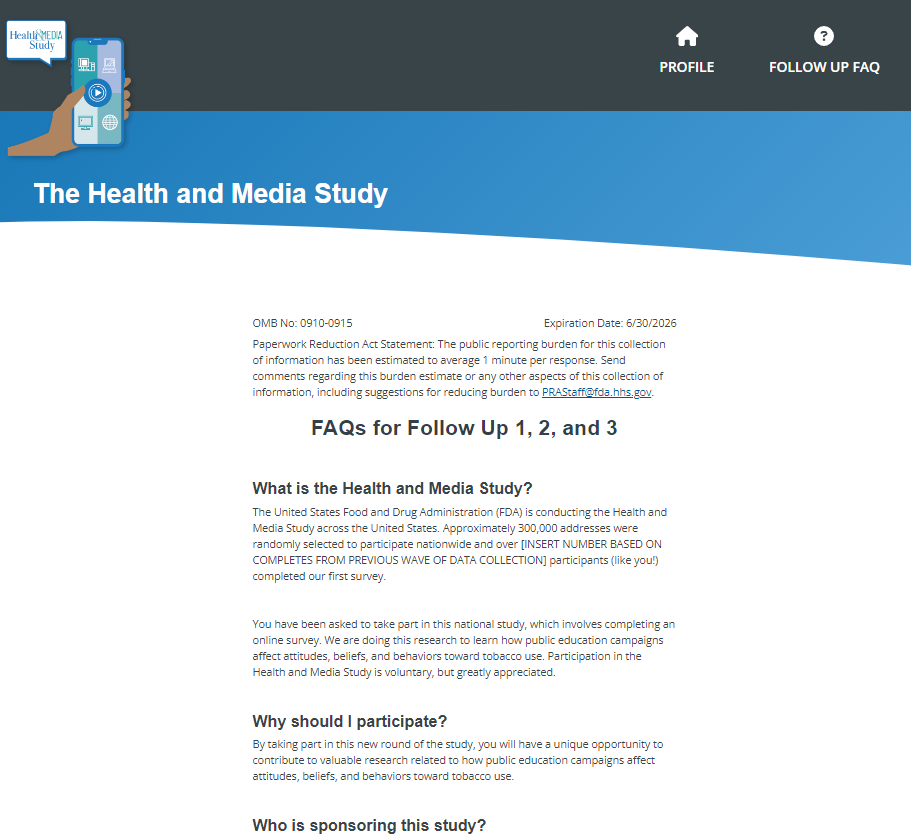 Health & MEDIA
Study
PROFILE
FOLLOW UP FAQ
The Health and Media Study
OMB No: 0910-0915
Expiration Date: 6/30/2026
Paperwork Reduction Act Statement: The public reporting burden for this collection
of information has been estimated to average 1 minute per response. Send
comments regarding this burden estimate or any other aspects of this collection of
information, including suggestions for reducing burden to PRAStaff@fda.hhs.gov.
FAQs for Follow Up 1, 2, and 3
What is the Health and Media Study?
The United States Food and Drug Administration (FDA) is conducting the Health and
Media Study across the United States. Approximately 300,000 addresses were
randomly selected to participate nationwide and over [INSERT NUMBER BASED ON
COMPLETES FROM PREVIOUS WAVE OF DATA COLLECTION] participants (like you!)
completed our first survey.
You have been asked to take part in this national study, which involves completing an
online survey. We are doing this research to learn how public education campaigns
affect attitudes, beliefs, and behaviors toward tobacco use. Participation in the
Health and Media Study is voluntary, but greatly appreciated.
Why should I participate?
By taking part in this new round of the study, you will have a unique opportunity to
contribute to valuable research related to how public education campaigns affect
attitudes, beliefs, and behaviors toward tobacco use.
Who is sponsoring this study?